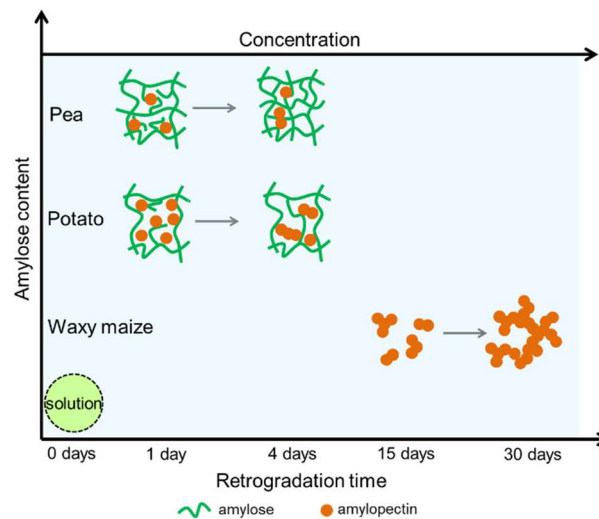 Concentration
Amylose content
Pea
Potato
Waxy maize
solution
0 days 1 day 4 days 15 days 30 days
Retrogradation time
amylose amylopectin